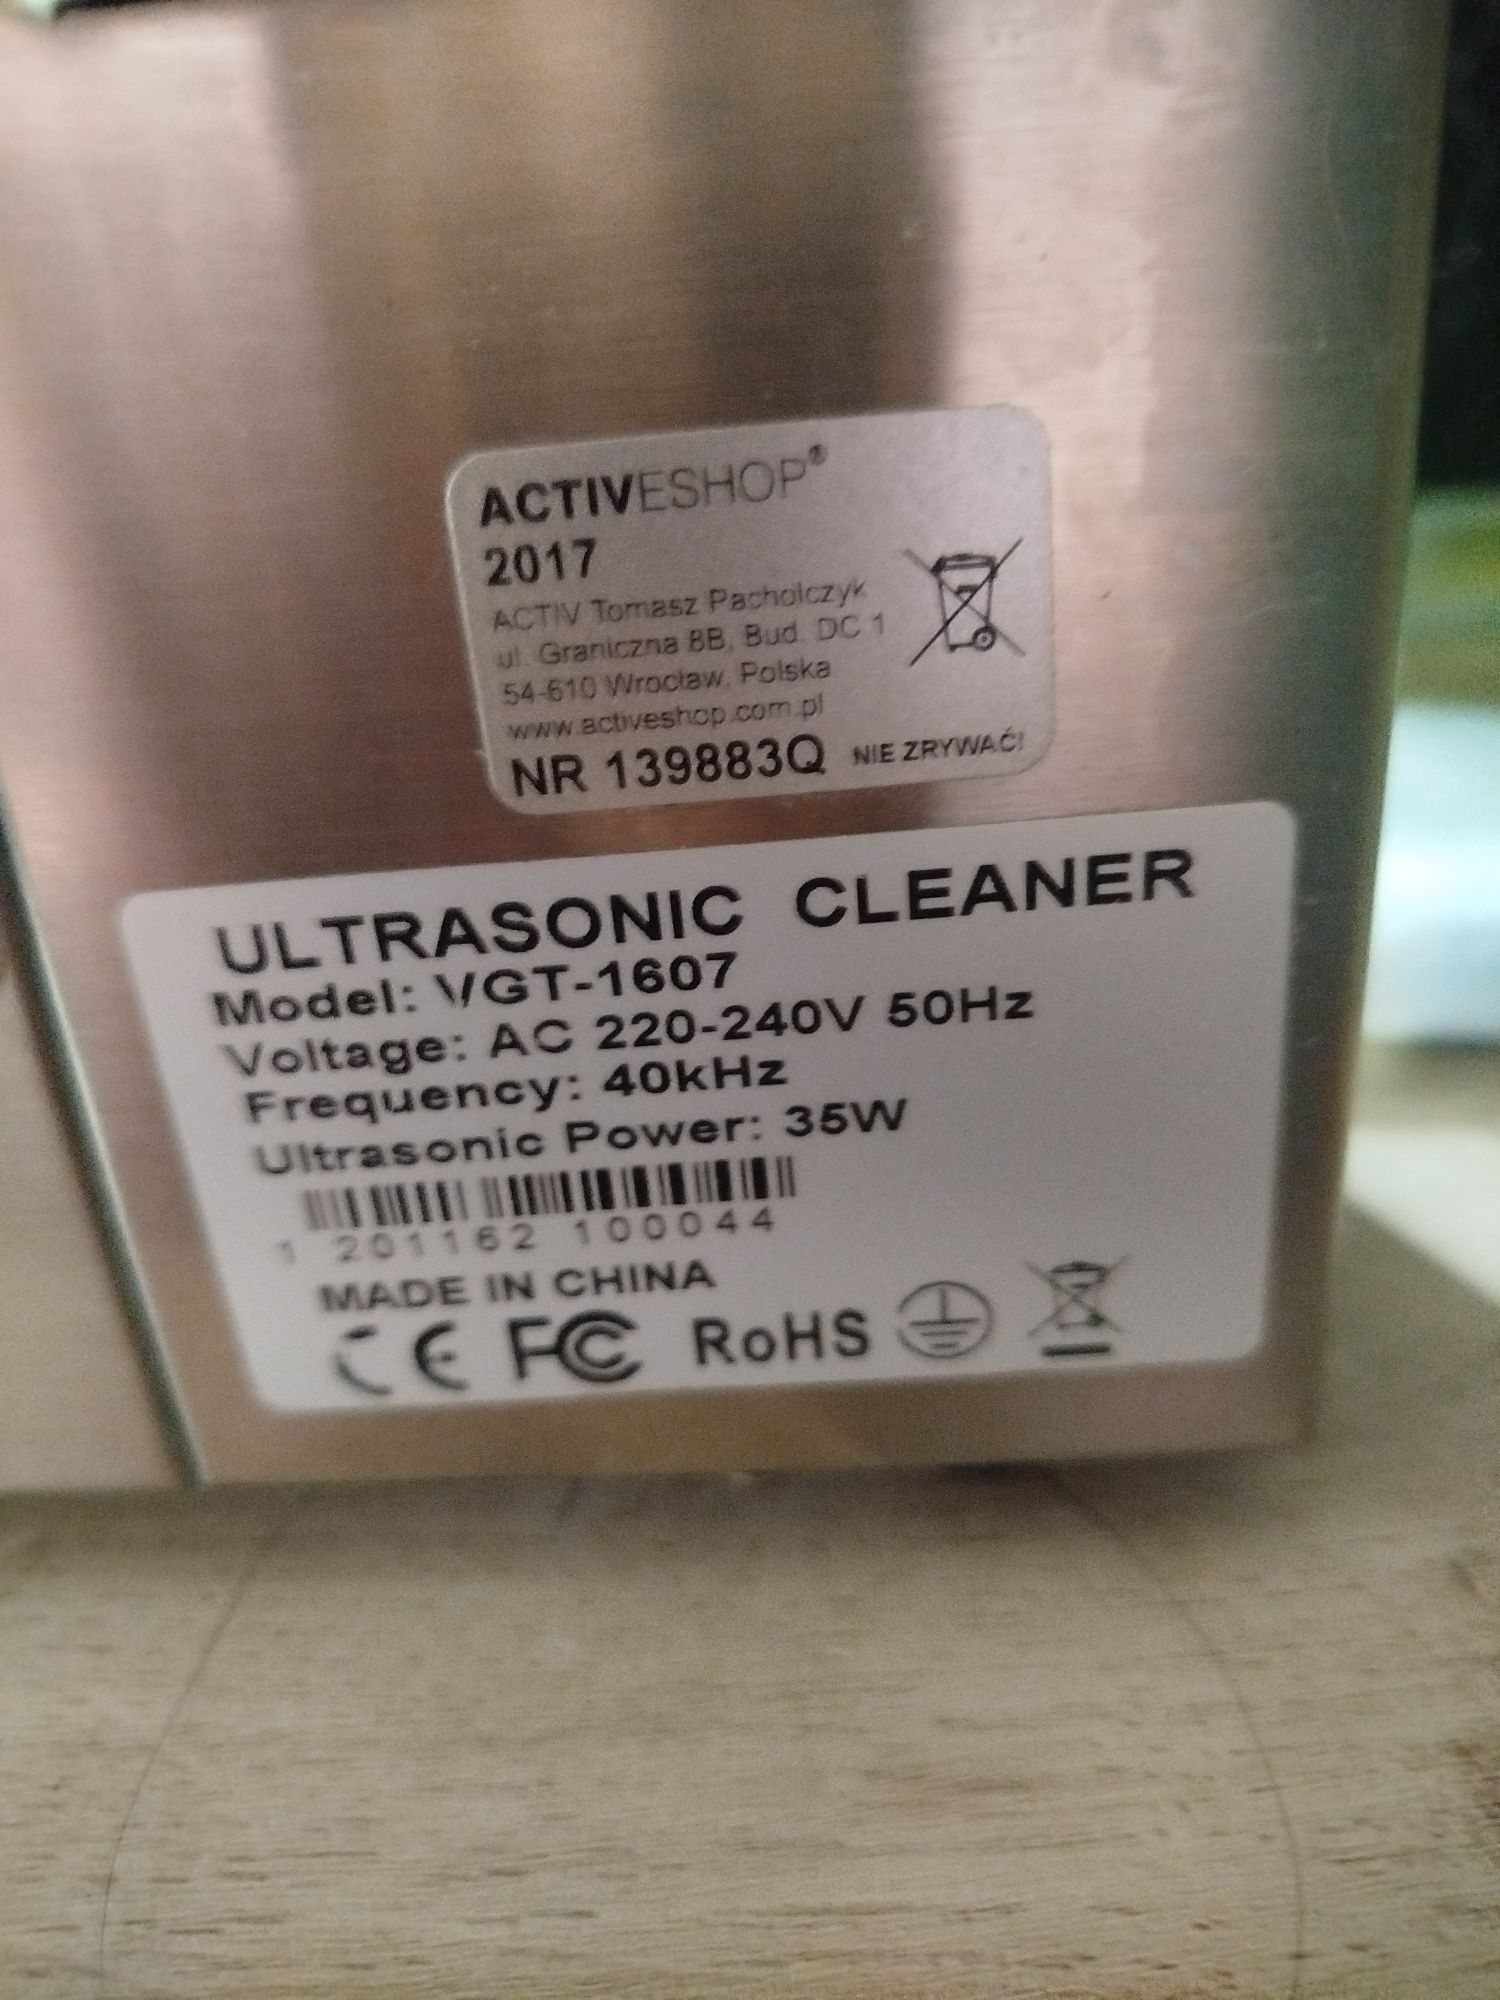 ACTIVESHOP®
2017
ACTIV Tomasz Pacholczyk
ul. Graniczna 8B, Bud. DC 1
54-610 Wrocław, Polska
www.activeshop.com.pl
NR 139883Q NIE ZRYWAĆ!
ULTRASONIC CLEANER
Model: VGT-1607
Voltage: AC 220-240V 50Hz
Frequency: 40kHz
Ultrasonic Power: 35W
1 201162 100044
MADE IN CHINA
CE FC RoHS